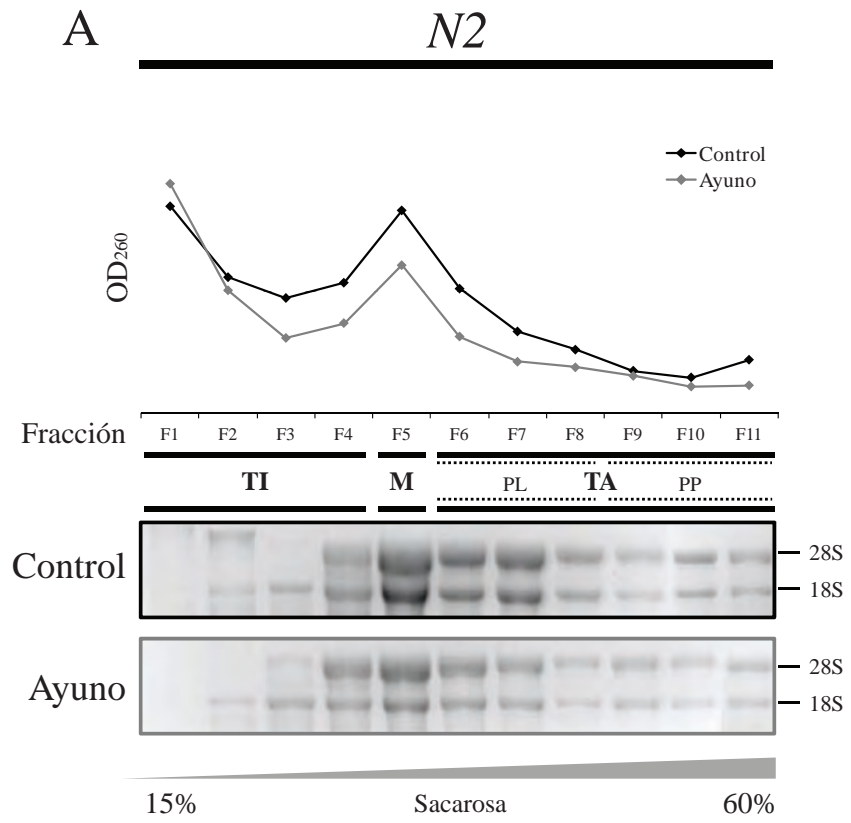 A
N2
Control
Ayuno
OD260
Fracción F1 F2 F3 F4 F5 F6 F7 F8 F9 F10 F11
TI M PL TA PP
Control
28S
18S
Ayuno
28S
18S
15% Sacarosa 60%